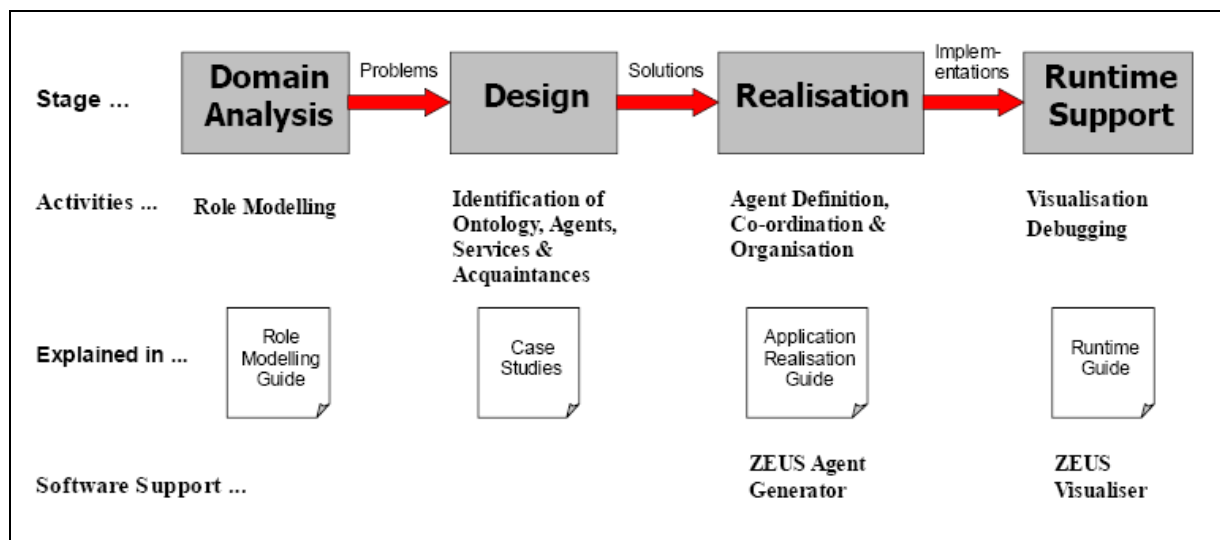 Stage ...
Domain
Analysis
Problems
Design
Solutions
Realisation
Implem-
entations
Runtime
Support
Activities ...
Role Modelling
Identification of
Ontology, Agents,
Services &
Acquaintances
Agent Definition,
Co-ordination &
Organisation
Visualisation
Debugging
Explained in ...
Role
Modelling
Guide
Case
Studies
Application
Realisation
Guide
Runtime
Guide
Software Support ...
ZEUS Agent
Generator
ZEUS
Visualiser